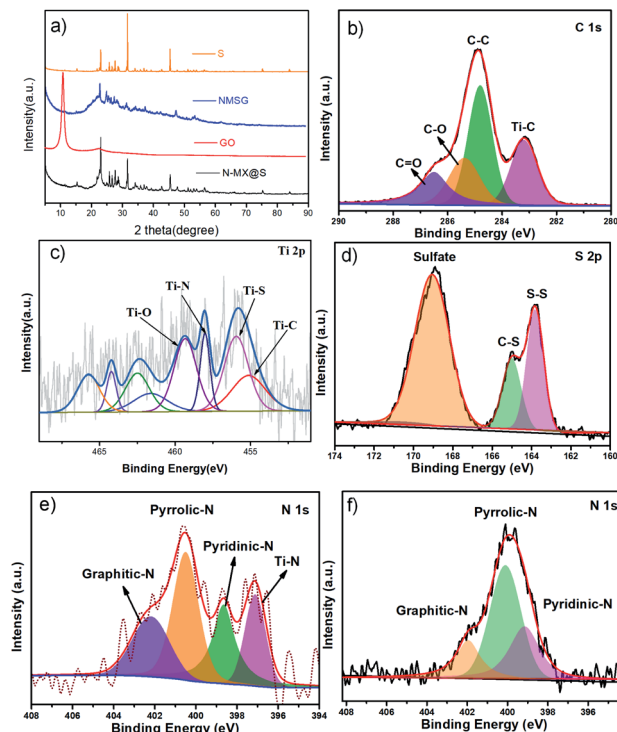 a)
S
NMSG
GO
N-MX@S
Intensity(a.u.)
10 20 30 40 50 60 70 80 90
2 theta(degree)
b)
C 1s
C-C
C-O
Ti-C
C=O
Intensity (a.u.)
290 288 286 284 282 280
Binding Energy (eV)
c)
Ti 2p
Ti-N
Ti-S
Ti-O
Ti-C
Intensity(a.u.)
465 460 455
Binding Energy(eV)
d)
S 2p
Sulfate
S-S
C-S
Intensity(a.u.)
174 172 170 168 166 164 162 160
Binding Energy (eV)
e)
N 1s
Pyrrolic-N
Pyridinic-N
Graphitic-N
Ti-N
Intensity (a.u.)
408 406 404 402 400 398 396 394
Binding Energy (eV)
f)
N 1s
Pyrrolic-N
Graphitic-N
Pyridinic-N
Intensity (a.u.)
408 406 404 402 400 398 396
Binding Energy (eV)